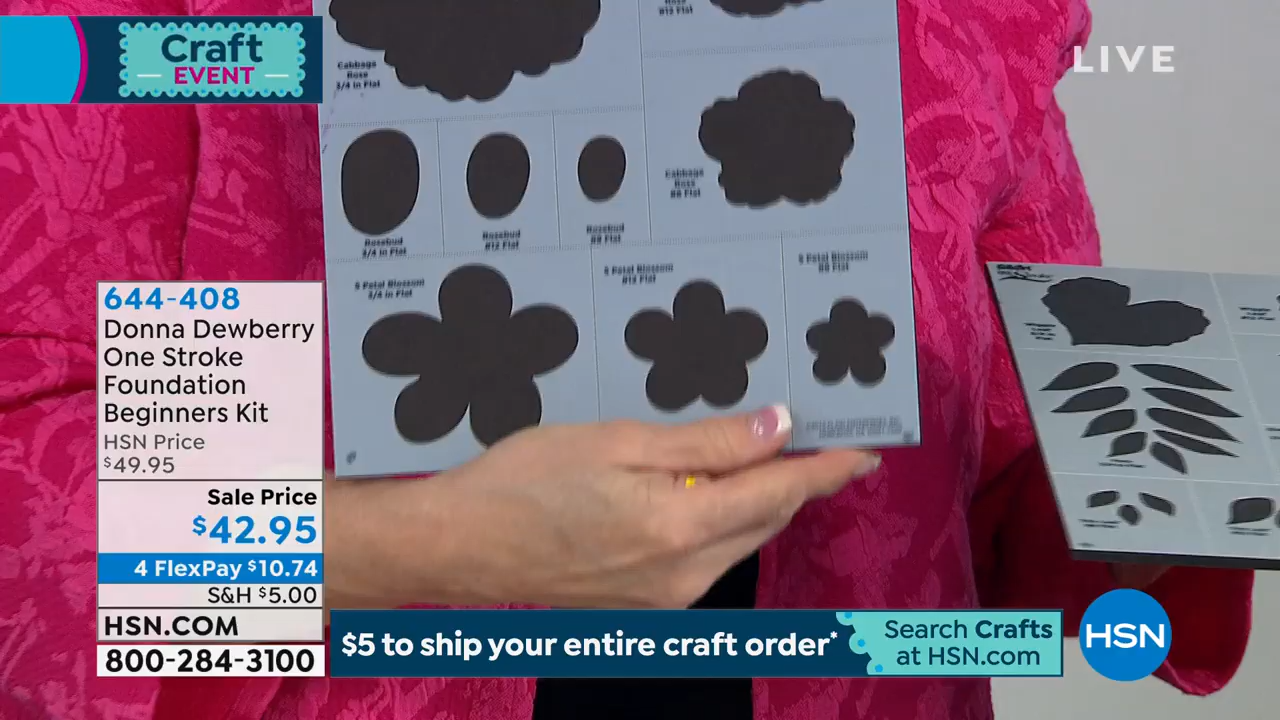 Craft
EVENT
LIVE
#12 Flat
Cabbage
Rose
3/4 in Flat
Cabbage
Rose
#8 Flat
Rosebud
3/4 in Flat
Rosebud
#12 Flat
Rosebud
#8 Flat
5 Petal Blossom
3/4 in Flat
5 Petal Blossom
#12 Flat
5 Petal Blossom
#8 Flat
644-408
Donna Dewberry
One Stroke
Foundation
Beginners Kit
HSN Price
$49.95
Sale Price
$42.95
4 FlexPay $10.74
S&H $5.00
HSN.COM
800-284-3100
$5 to ship your entire craft order*
Search Crafts
at HSN.com
HSN